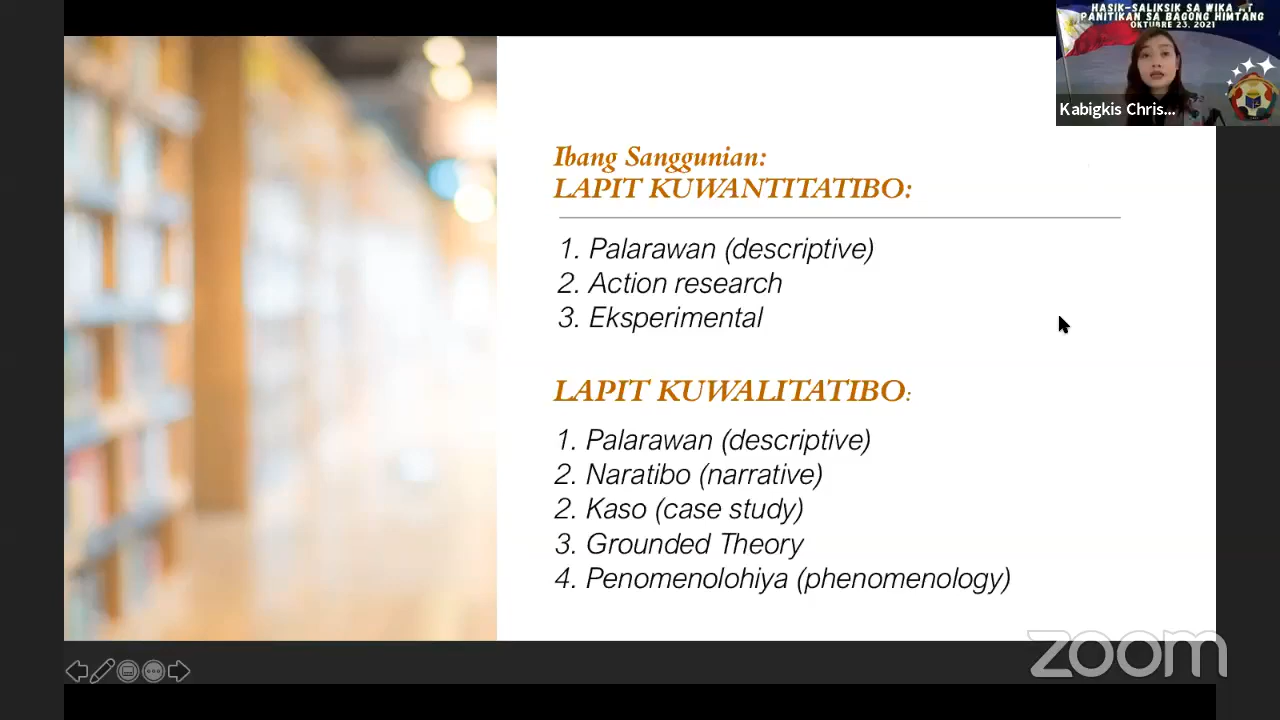 HASIK-SALIKSIK SA WIKA AT
PANITIKAN SA BAGONG HIMTANG
OKTUBRE 23, 2021
Kabigkis Chris...
Ibang Sanggunian:
LAPIT KUWANTITATIBO:
1. Palarawan (descriptive)
2. Action research
3. Eksperimental
LAPIT KUWALITATIBO:
1. Palarawan (descriptive)
2. Naratibo (narrative)
2. Kaso (case study)
3. Grounded Theory
4. Penomenolohiya (phenomenology)
zoom